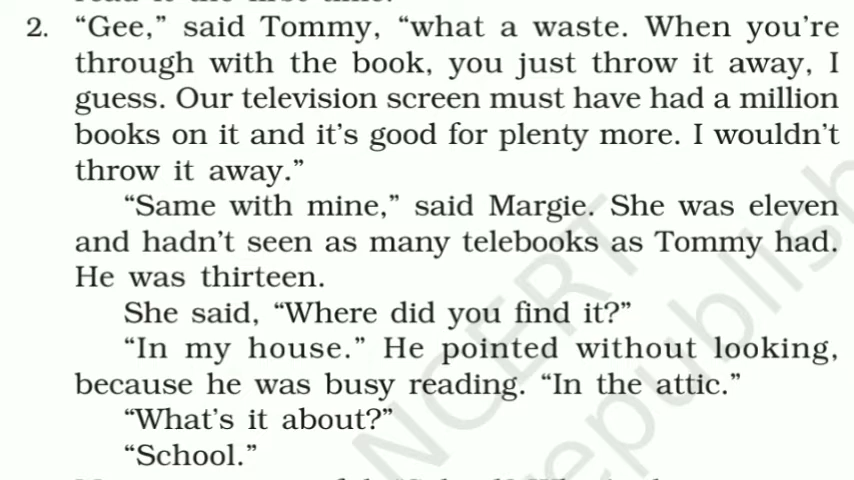 2. “Gee,” said Tommy, “what a waste. When you’re
through with the book, you just throw it away, I
guess. Our television screen must have had a million
books on it and it’s good for plenty more. I wouldn’t
throw it away.”
“Same with mine,” said Margie. She was eleven
and hadn’t seen as many telebooks as Tommy had.
He was thirteen.
She said, “Where did you find it?”
“In my house.” He pointed without looking,
because he was busy reading. “In the attic.”
“What’s it about?”
“School.”
NCERT
republish